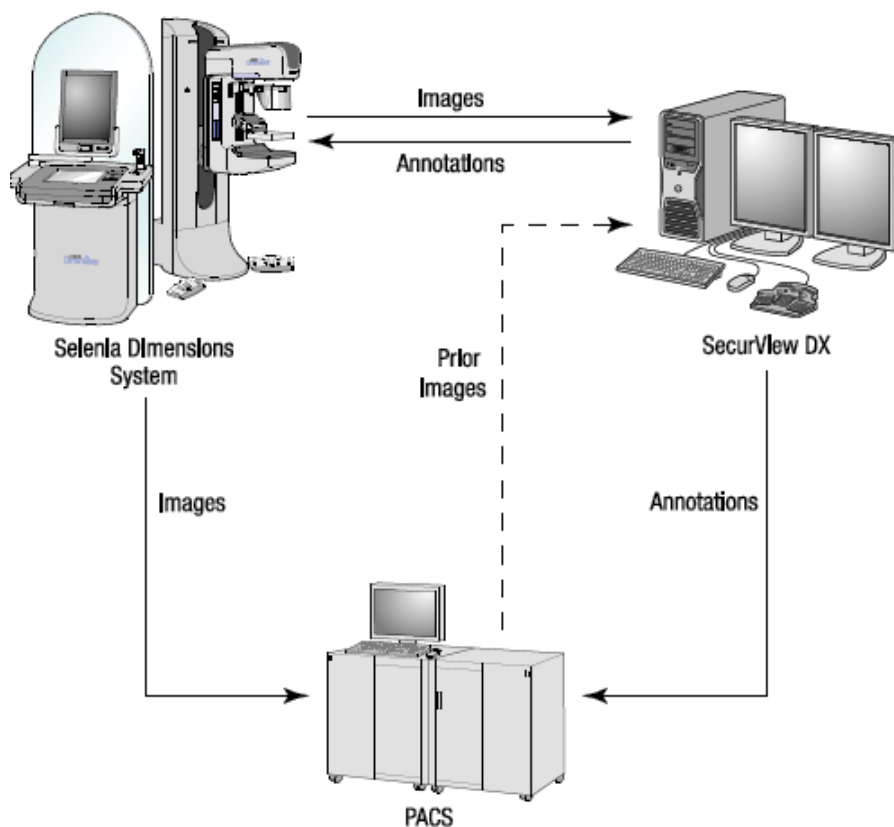 Images
Annotations
Selenia Dimensions
System
SecurView DX
Prior
Images
Images
Annotations
PACS